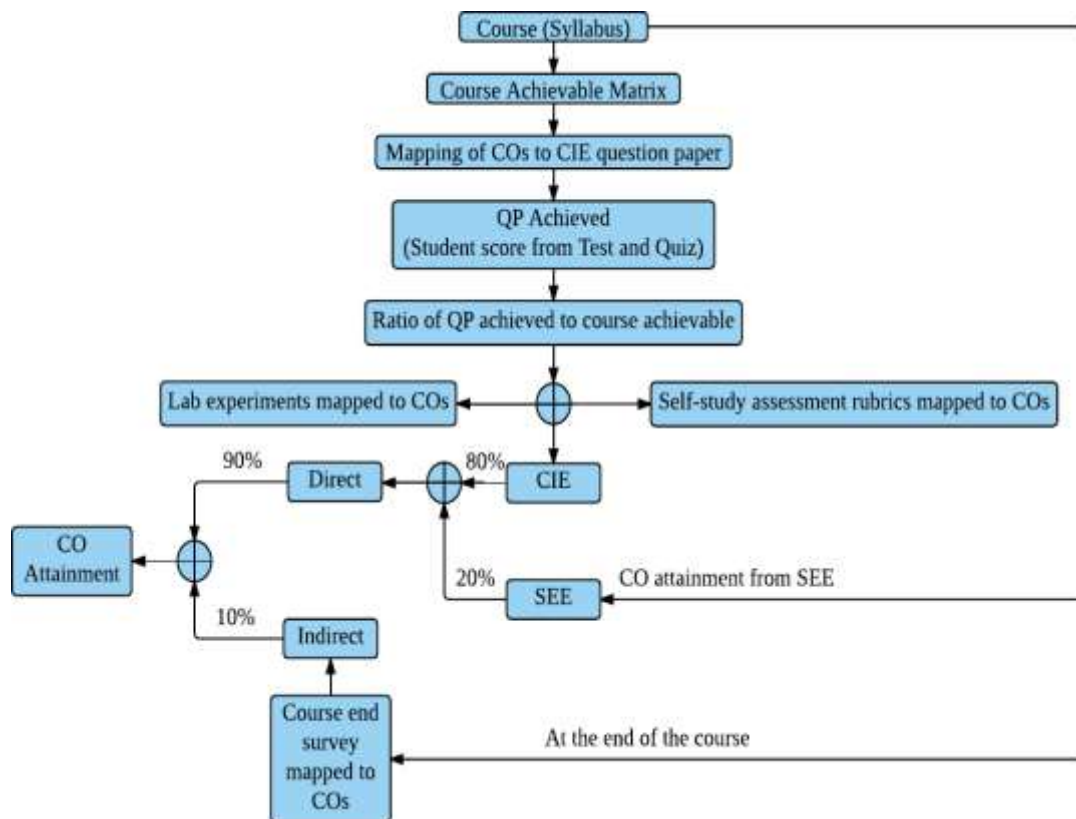 Course (Syllabus)
Course Achievable Matrix
Mapping of COs to CIE question paper
QP Achieved
(Student score from Test and Quiz)
Ratio of QP achieved to course achievable
Lab experiments mapped to COs
Self-study assessment rubrics mapped to COs
90%
Direct
80%
CIE
CO
Attainment
20%
SEE
CO attainment from SEE
10%
Indirect
Course end
survey
mapped to
COs
At the end of the course